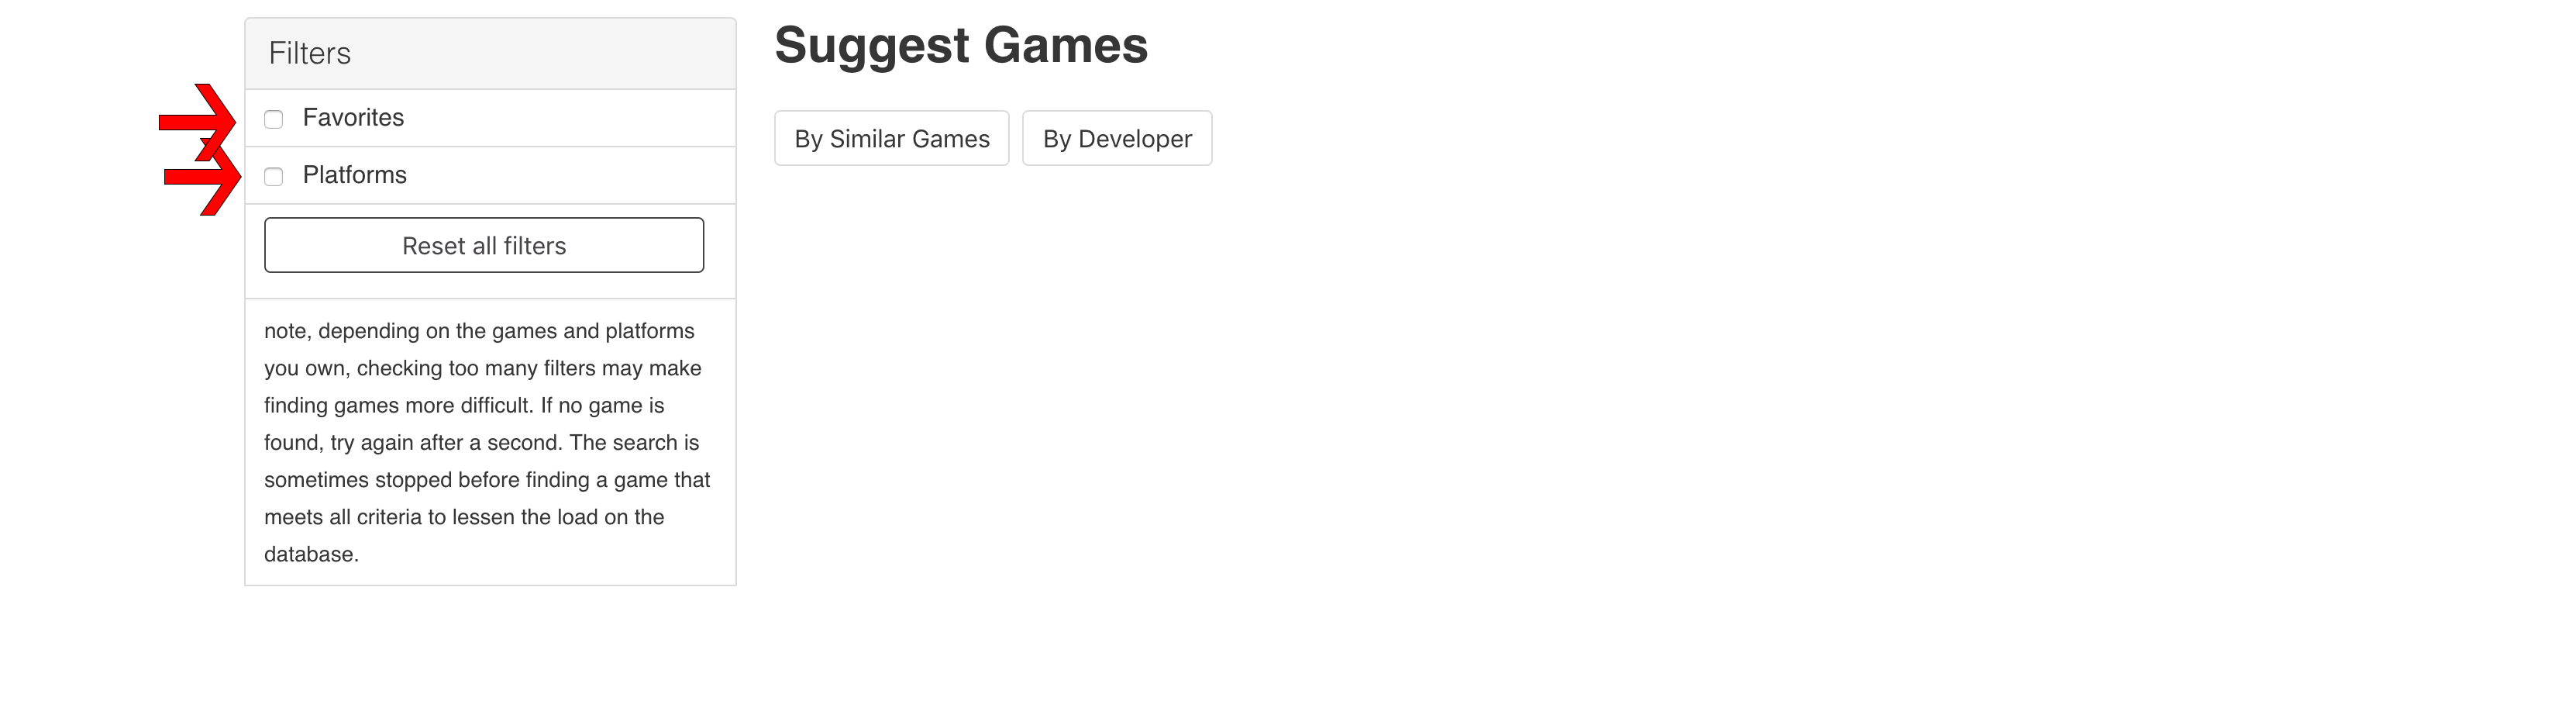 Filters
Favorites
Platforms
Reset all filters
note, depending on the games and platforms
you own, checking too many filters may make
finding games more difficult. If no game is
found, try again after a second. The search is
sometimes stopped before finding a game that
meets all criteria to lessen the load on the
database.
Suggest Games
By Similar Games
By Developer